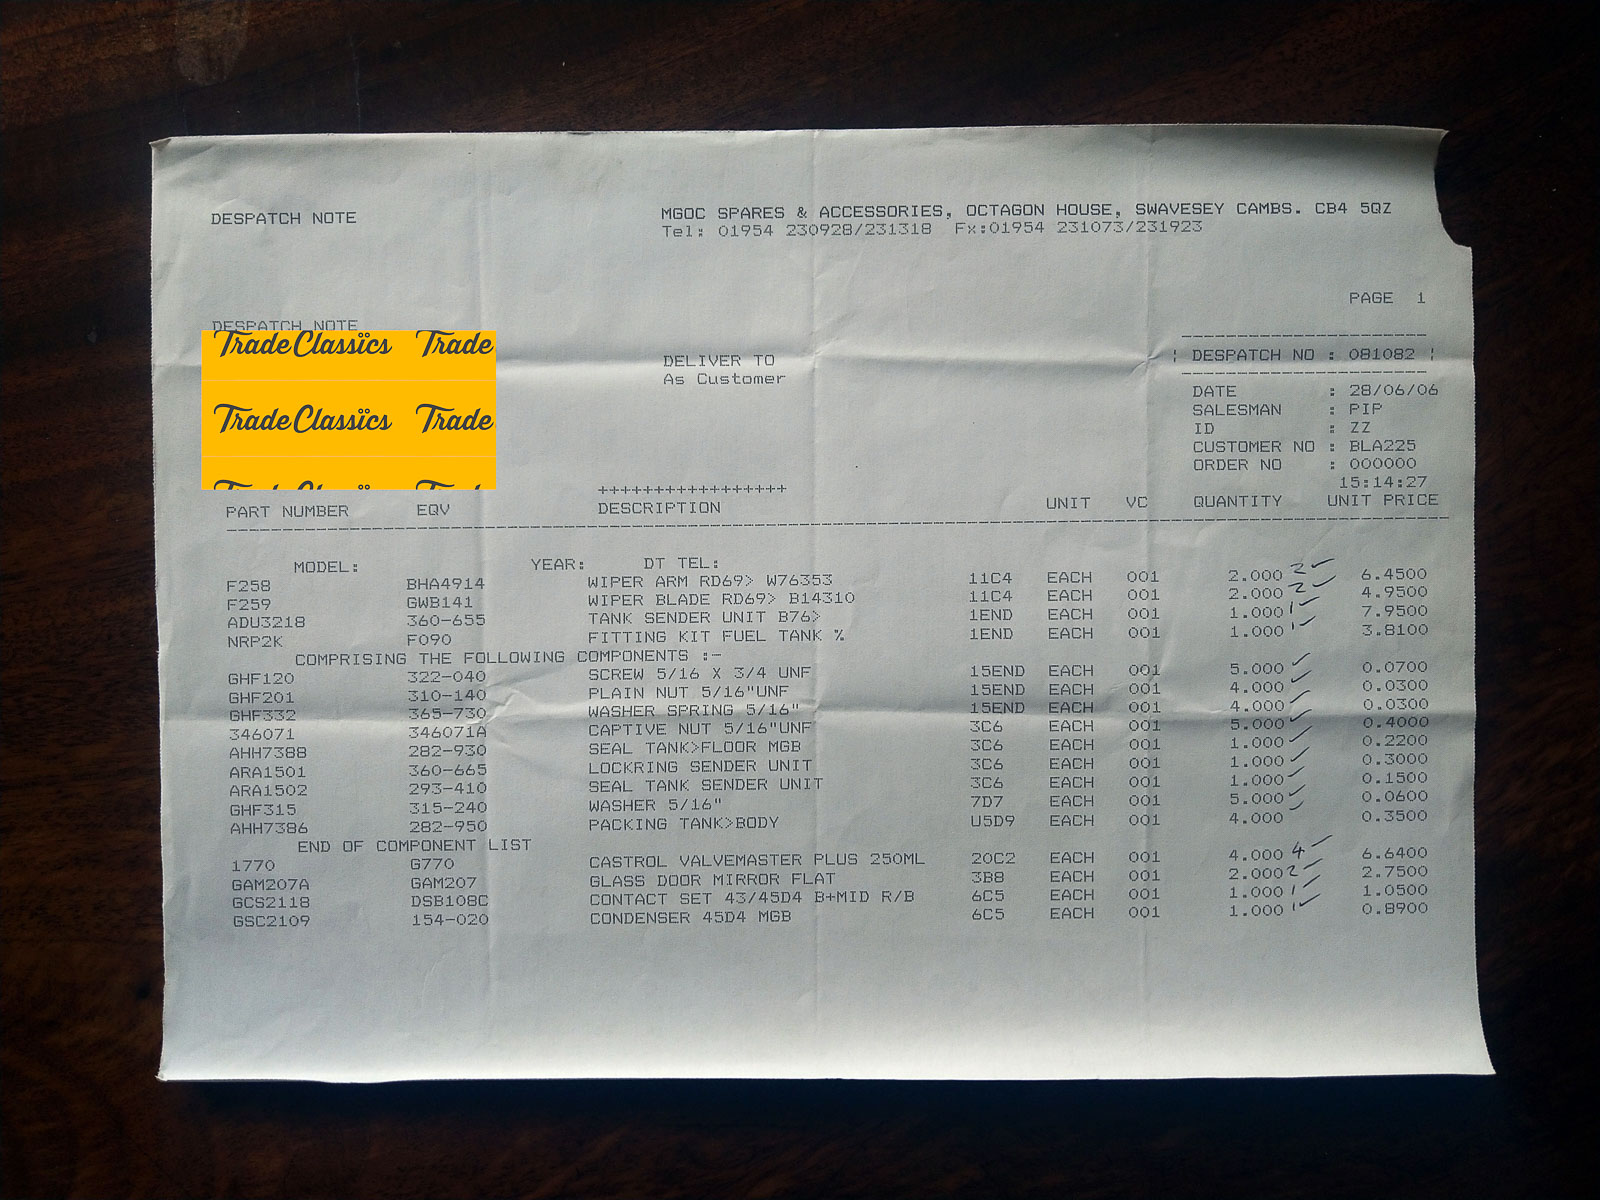 DESPATCH NOTE MGOC SPARES & ACCESSORIES, OCTAGON HOUSE, SWAVESEY CAMBS. CB4 5QZ
Tel: 01954 230928/231318 Fx:01954 231073/231923
PAGE 1
DESPATCH NOTE
Trade Classics Trade
Trade Classics Trade
DELIVER TO
As Customer
DESPATCH NO : 081082
DATE : 28/06/06
SALESMAN : PIP
ID : ZZ
CUSTOMER NO : BLA225
ORDER NO : 000000
15:14:27
+++++++++++++++++
PART NUMBER EQV DESCRIPTION UNIT VC QUANTITY UNIT PRICE
MODEL: YEAR: DT TEL:
F258 BHA4914 WIPER ARM RD69> W76353 11C4 EACH 001 2.000 2 ✓ 6.4500
F259 GWB141 WIPER BLADE RD69> B14310 11C4 EACH 001 2.000 2 ✓ 4.9500
ADU3218 360-655 TANK SENDER UNIT B76> 1END EACH 001 1.000 1 ✓ 7.9500
NRP2K F090 FITTING KIT FUEL TANK % 1END EACH 001 1.000 1 ✓ 3.8100
COMPRISING THE FOLLOWING COMPONENTS :-
GHF120 322-040 SCREW 5/16 X 3/4 UNF 15END EACH 001 5.000 ✓ 0.0700
GHF201 310-140 PLAIN NUT 5/16"UNF 15END EACH 001 4.000 ✓ 0.0300
GHF332 365-730 WASHER SPRING 5/16" 15END EACH 001 4.000 ✓ 0.0300
346071 346071A CAPTIVE NUT 5/16"UNF 3C6 EACH 001 5.000 ✓ 0.4000
AHH7388 282-930 SEAL TANK>FLOOR MGB 3C6 EACH 001 1.000 ✓ 0.2200
ARA1501 360-665 LOCKRING SENDER UNIT 3C6 EACH 001 1.000 ✓ 0.3000
ARA1502 293-410 SEAL TANK SENDER UNIT 3C6 EACH 001 1.000 ✓ 0.1500
GHF315 315-240 WASHER 5/16" 7D7 EACH 001 5.000 ✓ 0.0600
AHH7386 282-950 PACKING TANK>BODY U5D9 EACH 001 4.000 0.3500
END OF COMPONENT LIST
1770 G770 CASTROL VALVEMASTER PLUS 250ML 20C2 EACH 001 4.000 4 ✓ 6.6400
GAM207A GAM207 GLASS DOOR MIRROR FLAT 3B8 EACH 001 2.000 2 ✓ 2.7500
GCS2118 DSB108C CONTACT SET 43/45D4 B+MID R/B 6C5 EACH 001 1.000 1 ✓ 1.0500
GSC2109 154-020 CONDENSER 45D4 MGB 6C5 EACH 001 1.000 1 ✓ 0.8900